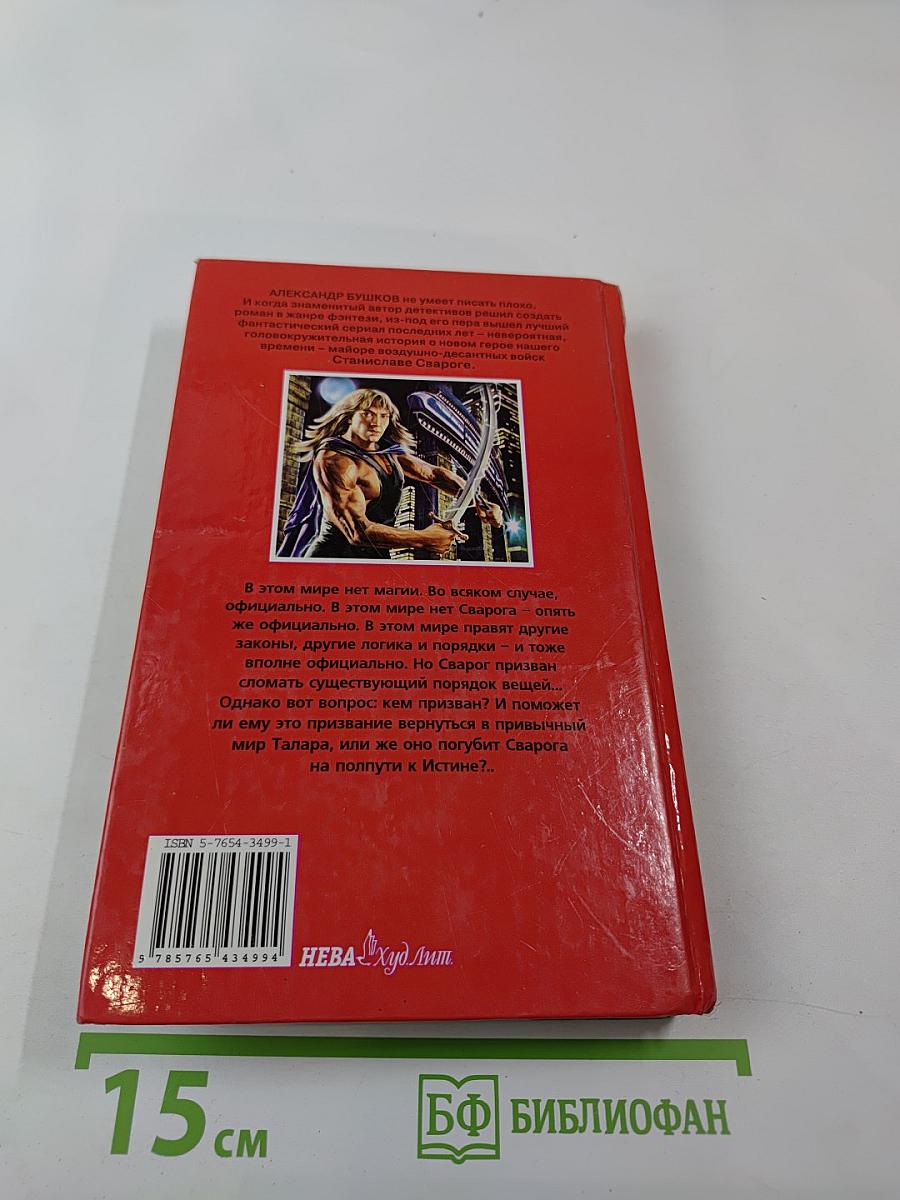 АЛЕКСАНДР БУШКОВ не умеет писать плохо.
И когда знаменитый автор детективов решил создать
роман в жанре фэнтези, из-под его пера вышел лучший
фантастический сериал последних лет – невероятная,
головокружительная история о новом герое нашего
времени – майоре воздушно-десантных войск
Станиславе Свароге.
В этом мире нет магии. Во всяком случае,
официально. В этом мире нет Сварога – опять
же официально. В этом мире правят другие
законы, другие логика и порядки – и тоже
вполне официально. Но Сварог призван
сломать существующий порядок вещей...
Однако вот вопрос: кем призван? И поможет
ли ему это призвание вернуться в привычный
мир Талара, или же оно погубит Сварога
на полпути к Истине?..
ISBN 5-7654-3499-1
5 785765 434994
НЕВА Худ.Лит.
15 см
БФ БИБЛИОФАН